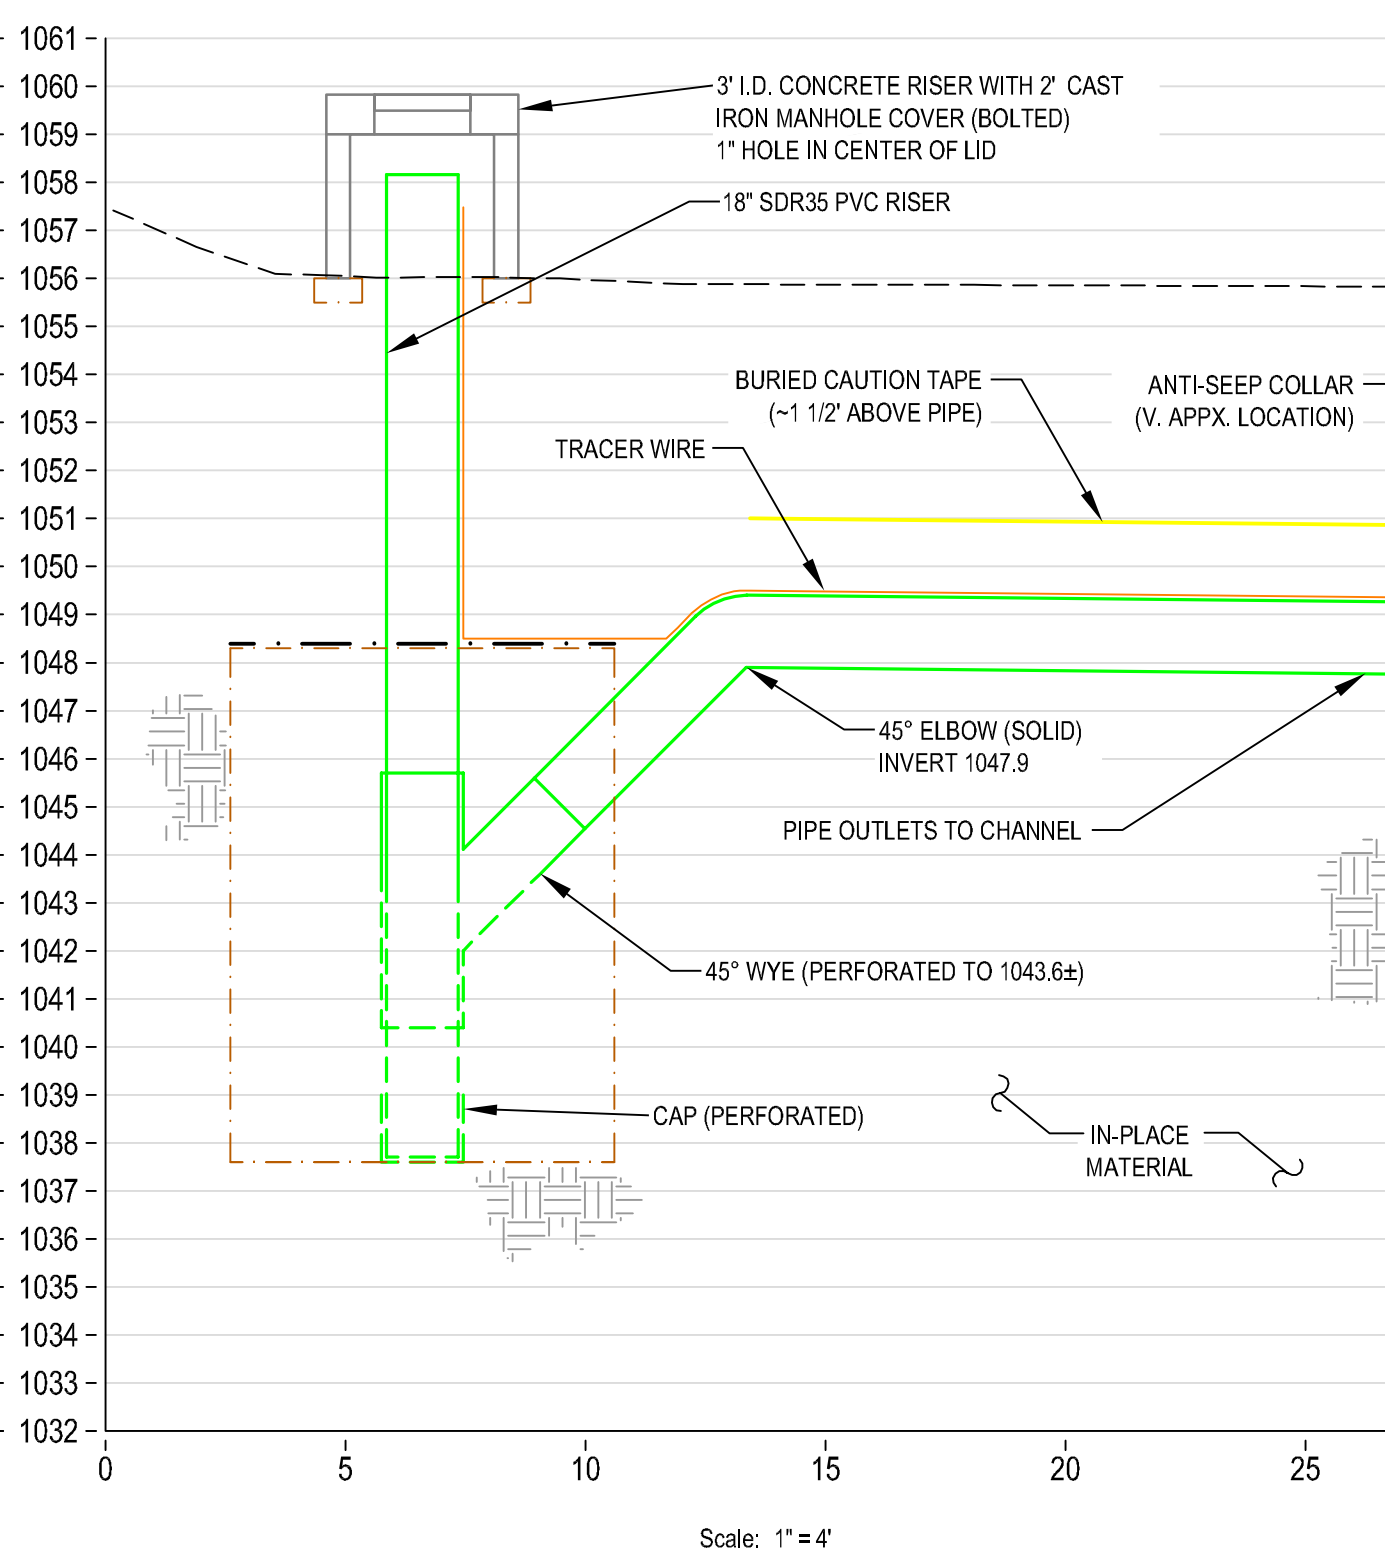 1061
1060
1059
1058
1057
1056
1055
1054
1053
1052
1051
1050
1049
1048
1047
1046
1045
1044
1043
1042
1041
1040
1039
1038
1037
1036
1035
1034
1033
1032
3' I.D. CONCRETE RISER WITH 2' CAST
IRON MANHOLE COVER (BOLTED)
1" HOLE IN CENTER OF LID
18" SDR35 PVC RISER
BURIED CAUTION TAPE
(~1 1/2' ABOVE PIPE)
ANTI-SEEP COLLAR
(V. APPX. LOCATION)
TRACER WIRE
45° ELBOW (SOLID)
INVERT 1047.9
PIPE OUTLETS TO CHANNEL
45° WYE (PERFORATED TO 1043.6±)
CAP (PERFORATED)
IN-PLACE
MATERIAL
0 5 10 15 20 25
Scale: 1" = 4'